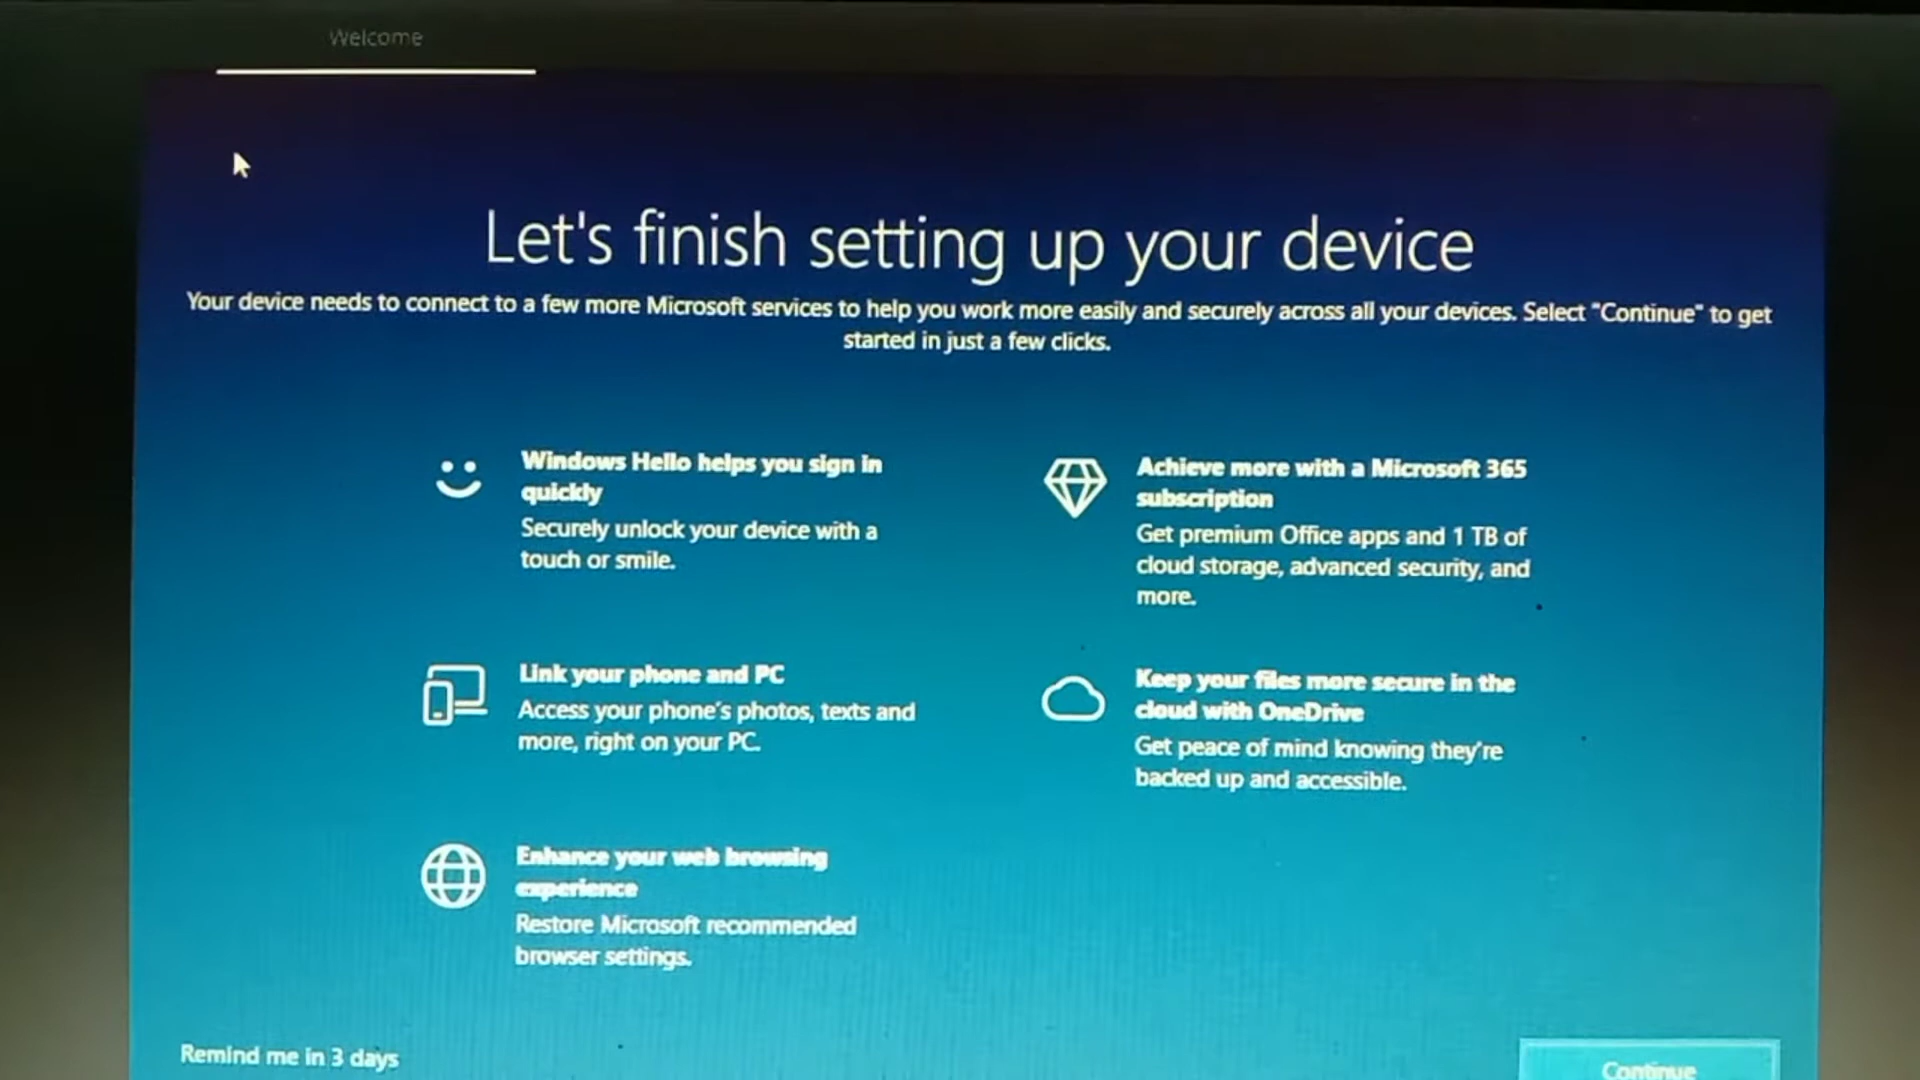 Welcome
Let's finish setting up your device
Your device needs to connect to a few more Microsoft services to help you work more easily and securely across all your devices. Select "Continue" to get
started in just a few clicks.
Windows Hello helps you sign in
quickly
Securely unlock your device with a
touch or smile.
Achieve more with a Microsoft 365
subscription
Get premium Office apps and 1 TB of
cloud storage, advanced security, and
more.
Link your phone and PC
Access your phone's photos, texts and
more, right on your PC.
Keep your files more secure in the
cloud with OneDrive
Get peace of mind knowing they're
backed up and accessible.
Enhance your web browsing
experience
Restore Microsoft recommended
browser settings.
Remind me in 3 days
Continue